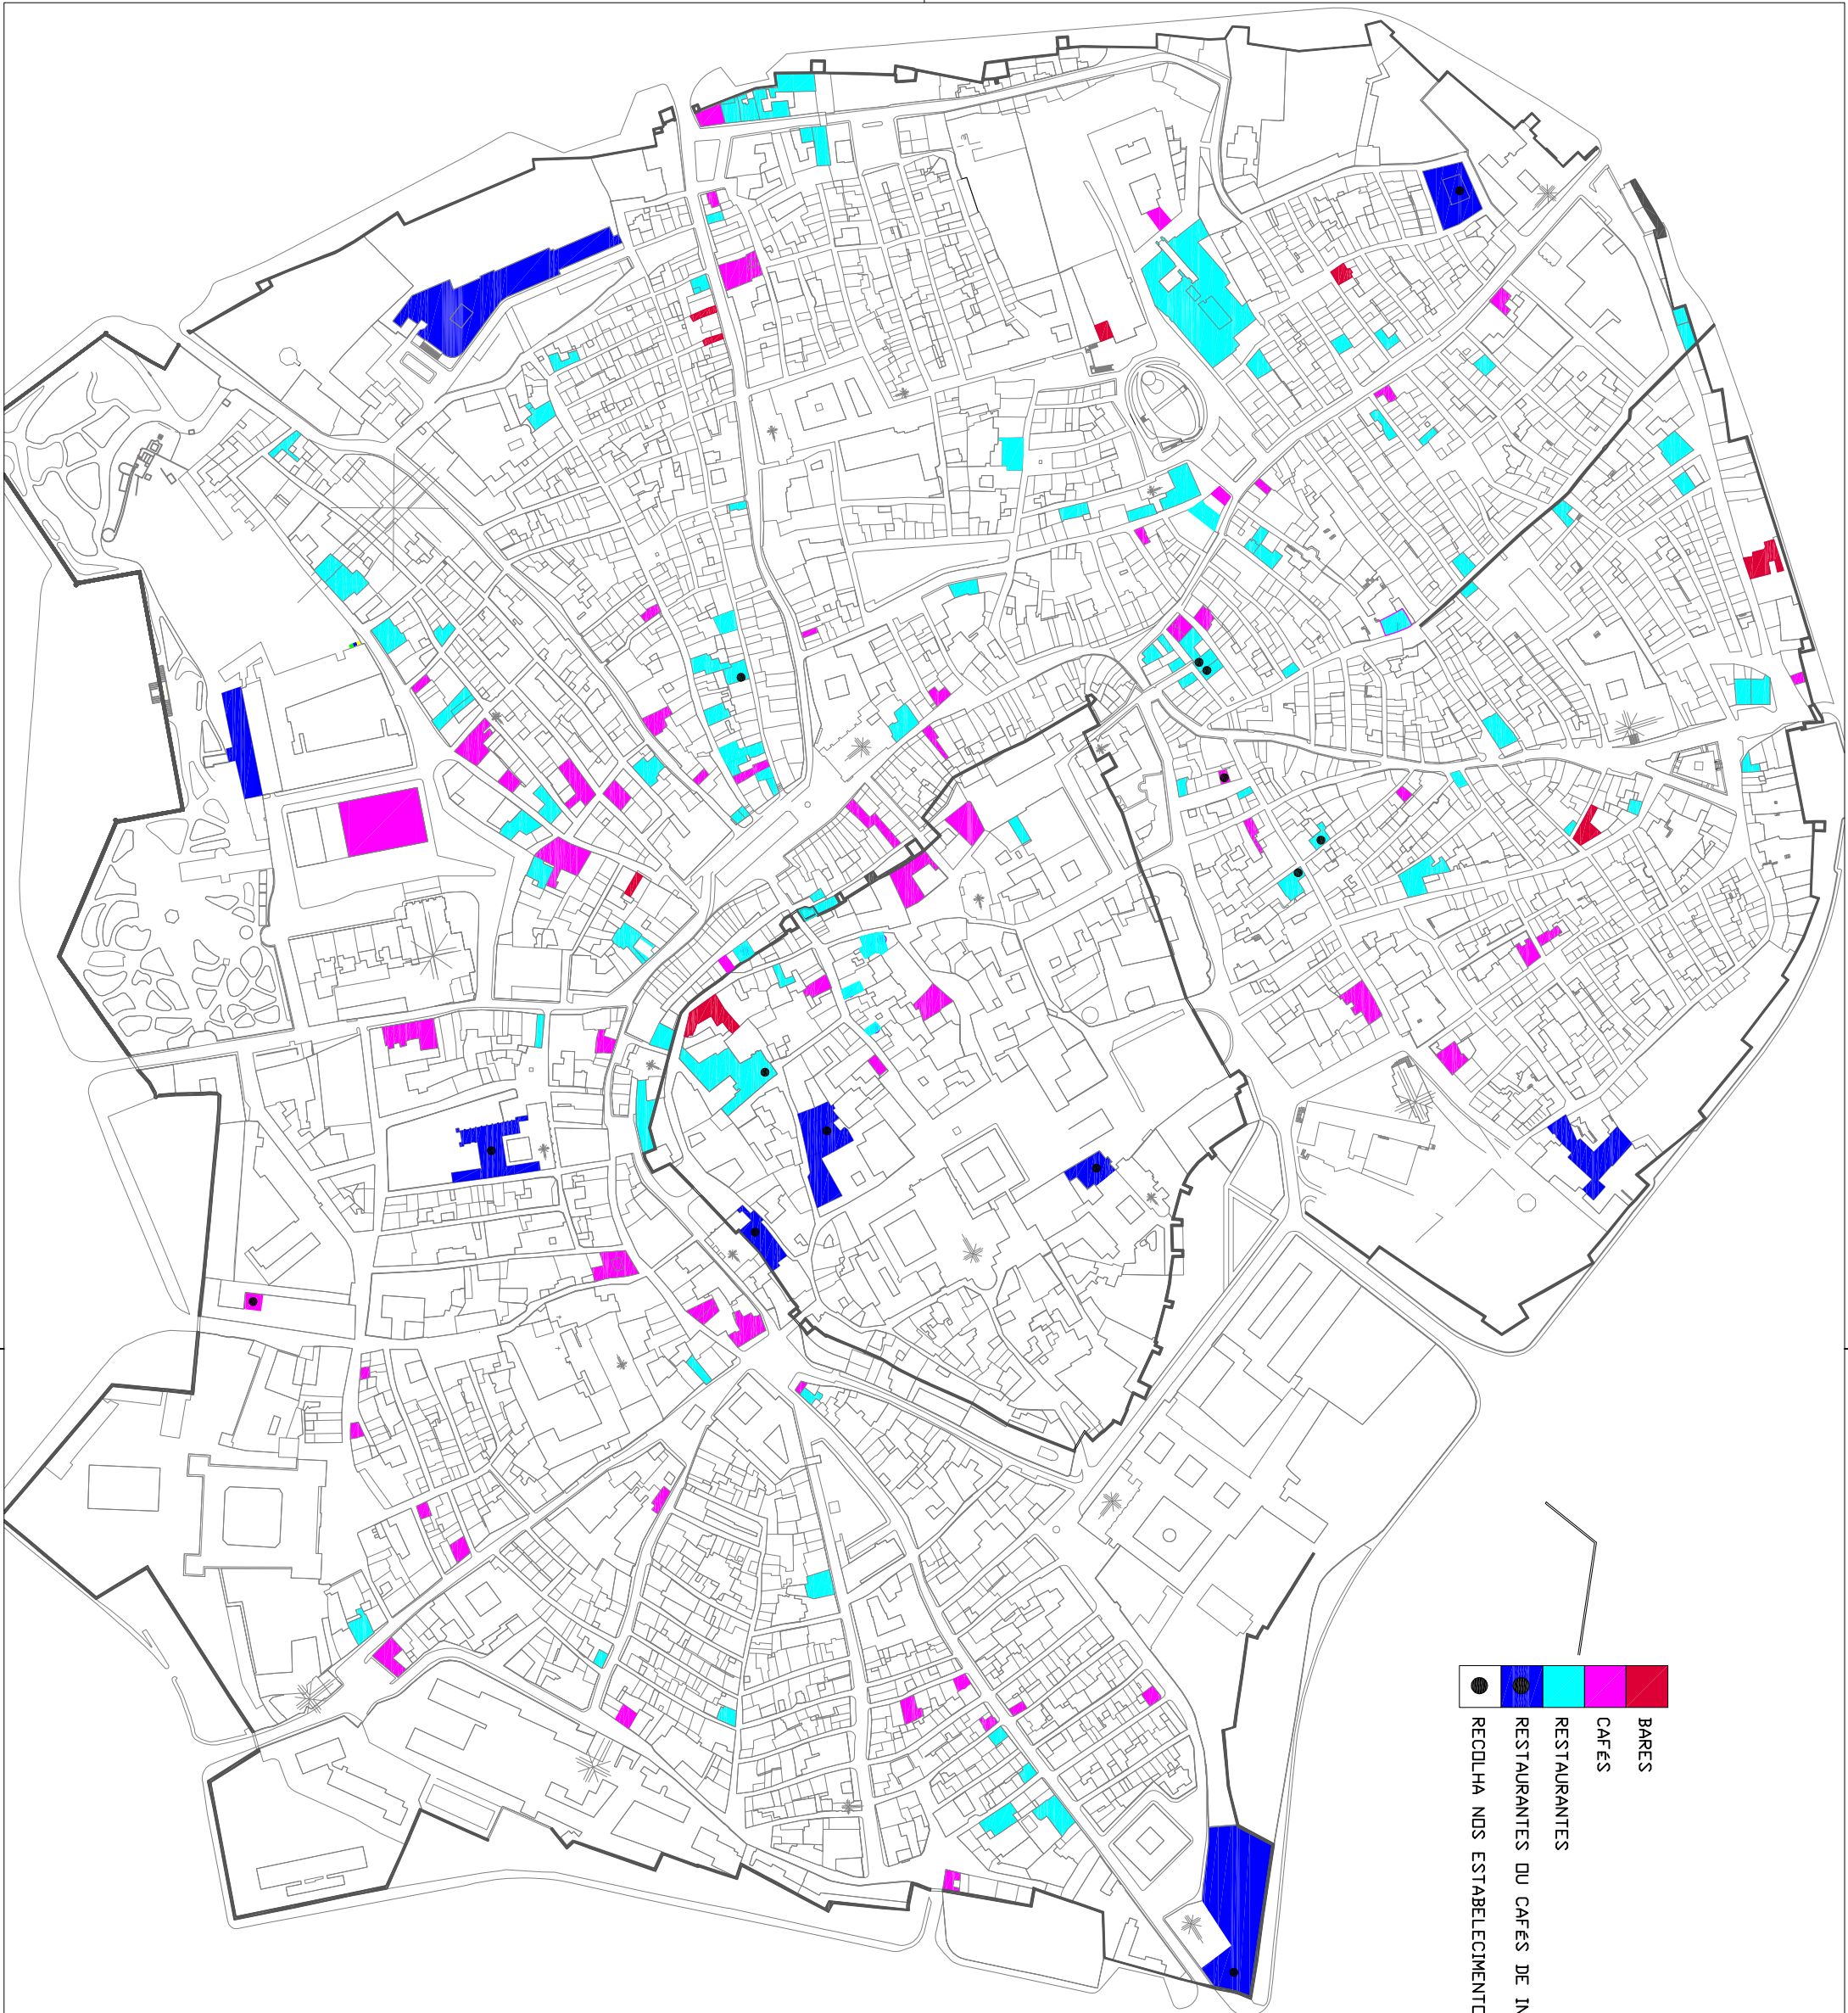 BARES
CAFÉS
RESTAURANTES
RESTAURANTES OU CAFÉS DE IN
RECOLHA NOS ESTABELECIMENTO